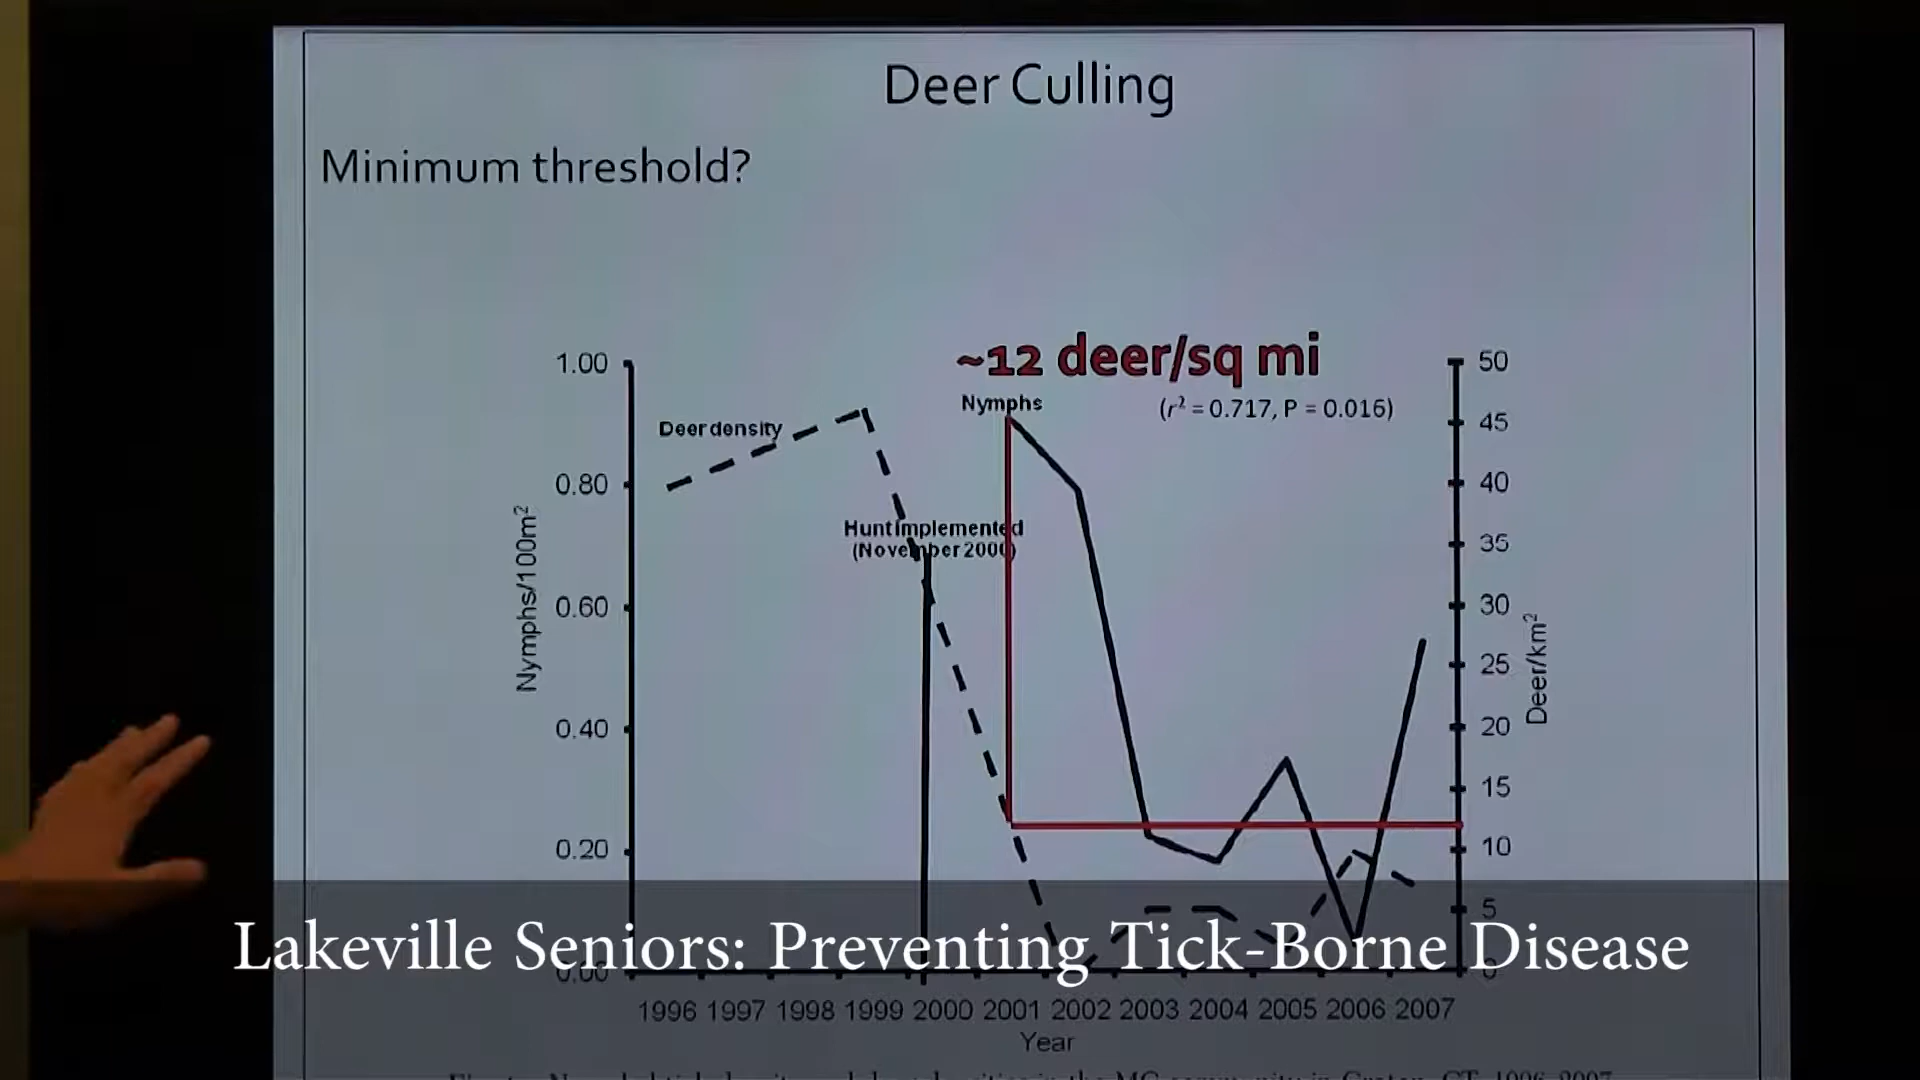 Deer Culling
Minimum threshold?
~12 deer/sq mi
Nymphs
(r² = 0.717, P = 0.016)
Deer density
Hunt Implemented
(November 2000)
Nymphs/100m²
1.00
0.80
0.60
0.40
0.20
0.00
50
45
40
35
30
25
20
15
10
5
0
Deer/km²
Lakeville Seniors: Preventing Tick-Borne Disease
1996 1997 1998 1999 2000 2001 2002 2003 2004 2005 2006 2007
Year